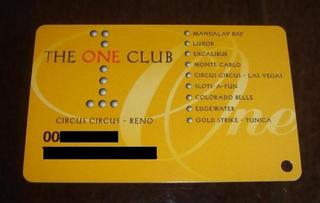 MANDALAY BAY
LUXOR
EXCALIBUR
MONTE CARLO
CIRCUS CIRCUS - LAS VEGAS
SLOTS-A-FUN
COLORADO BELLE
EDGEWATER
GOLD STRIKE - TUNICA
THE ONE CLUB
CIRCUS CIRCUS - RENO
00
One